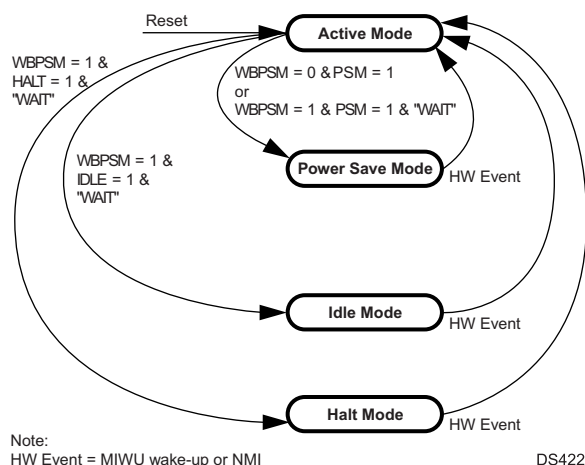 Reset
Active Mode
WBPSM = 1 &
HALT = 1 &
"WAIT"
WBPSM = 0 & PSM = 1
or
WBPSM = 1 & PSM = 1 & "WAIT"
WBPSM = 1 &
IDLE = 1 &
"WAIT"
Power Save Mode
HW Event
Idle Mode
HW Event
Halt Mode
HW Event
Note:
HW Event = MIWU wake-up or NMI
DS422